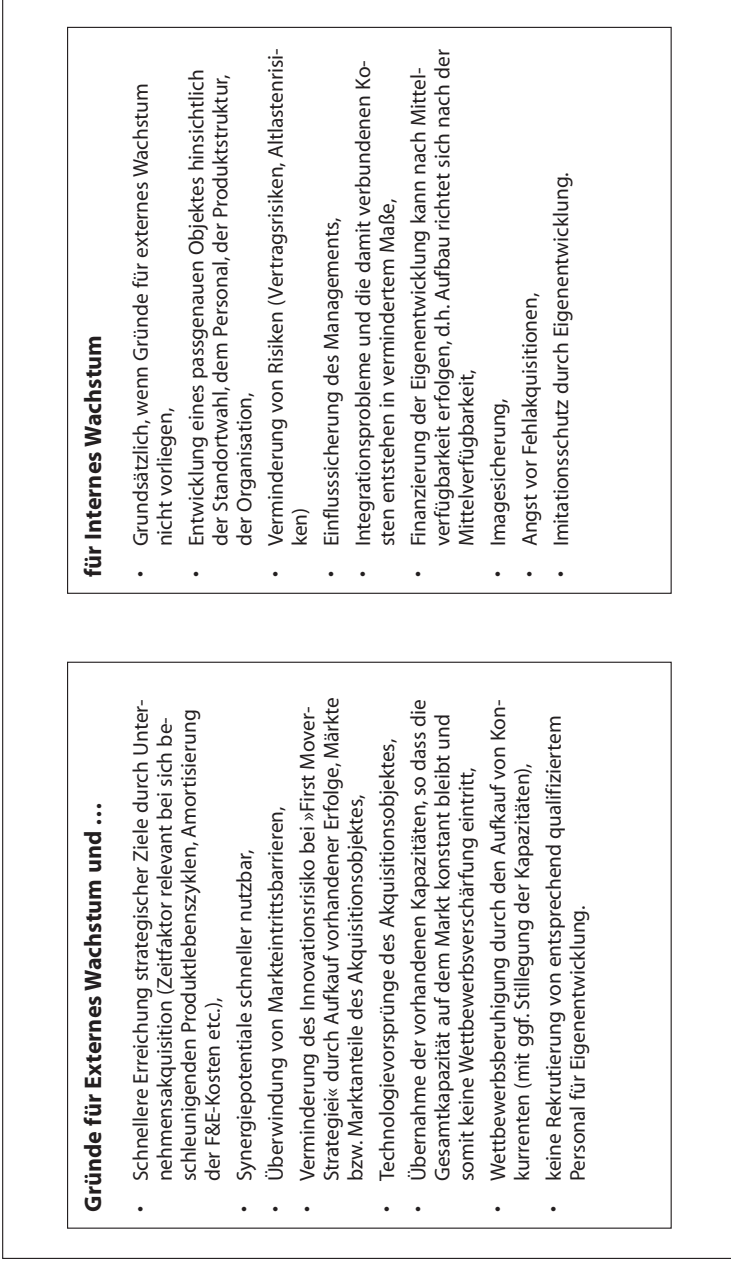 Gründe für Externes Wachstum und …
• Schnellere Erreichung strategischer Ziele durch Unter-
nehmensakquisition (Zeitfaktor relevant bei sich be-
schleunigenden Produktlebenszyklen, Amortisierung
der F&E-Kosten etc.),
• Synergiepotentiale schneller nutzbar,
• Überwindung von Markteintrittsbarrieren,
• Verminderung des Innovationsrisiko bei »First Mover-
Strategiei« durch Aufkauf vorhandener Erfolge, Märkte
bzw. Marktanteile des Akquisitionsobjektes,
• Technologievorsprünge des Akquisitionsobjektes,
• Übernahme der vorhandenen Kapazitäten, so dass die
Gesamtkapazität auf dem Markt konstant bleibt und
somit keine Wettbewerbsverschärfung eintritt,
• Wettbewerbsberuhigung durch den Aufkauf von Kon-
kurrenten (mit ggf. Stillegung der Kapazitäten),
• keine Rekrutierung von entsprechend qualifiziertem
Personal für Eigenentwicklung.
für Internes Wachstum
• Grundsätzlich, wenn Gründe für externes Wachstum
nicht vorliegen,
• Entwicklung eines passgenauen Objektes hinsichtlich
der Standortwahl, dem Personal, der Produktstruktur,
der Organisation,
• Verminderung von Risiken (Vertragsrisiken, Altlastenrisi-
ken)
• Einflusssicherung des Managements,
• Integrationsprobleme und die damit verbundenen Ko-
sten entstehen in vermindertem Maße,
• Finanzierung der Eigenentwicklung kann nach Mittel-
verfügbarkeit erfolgen, d.h. Aufbau richtet sich nach der
Mittelverfügbarkeit,
• Imagesicherung,
• Angst vor Fehlakquisitionen,
• Imitationsschutz durch Eigenentwicklung.